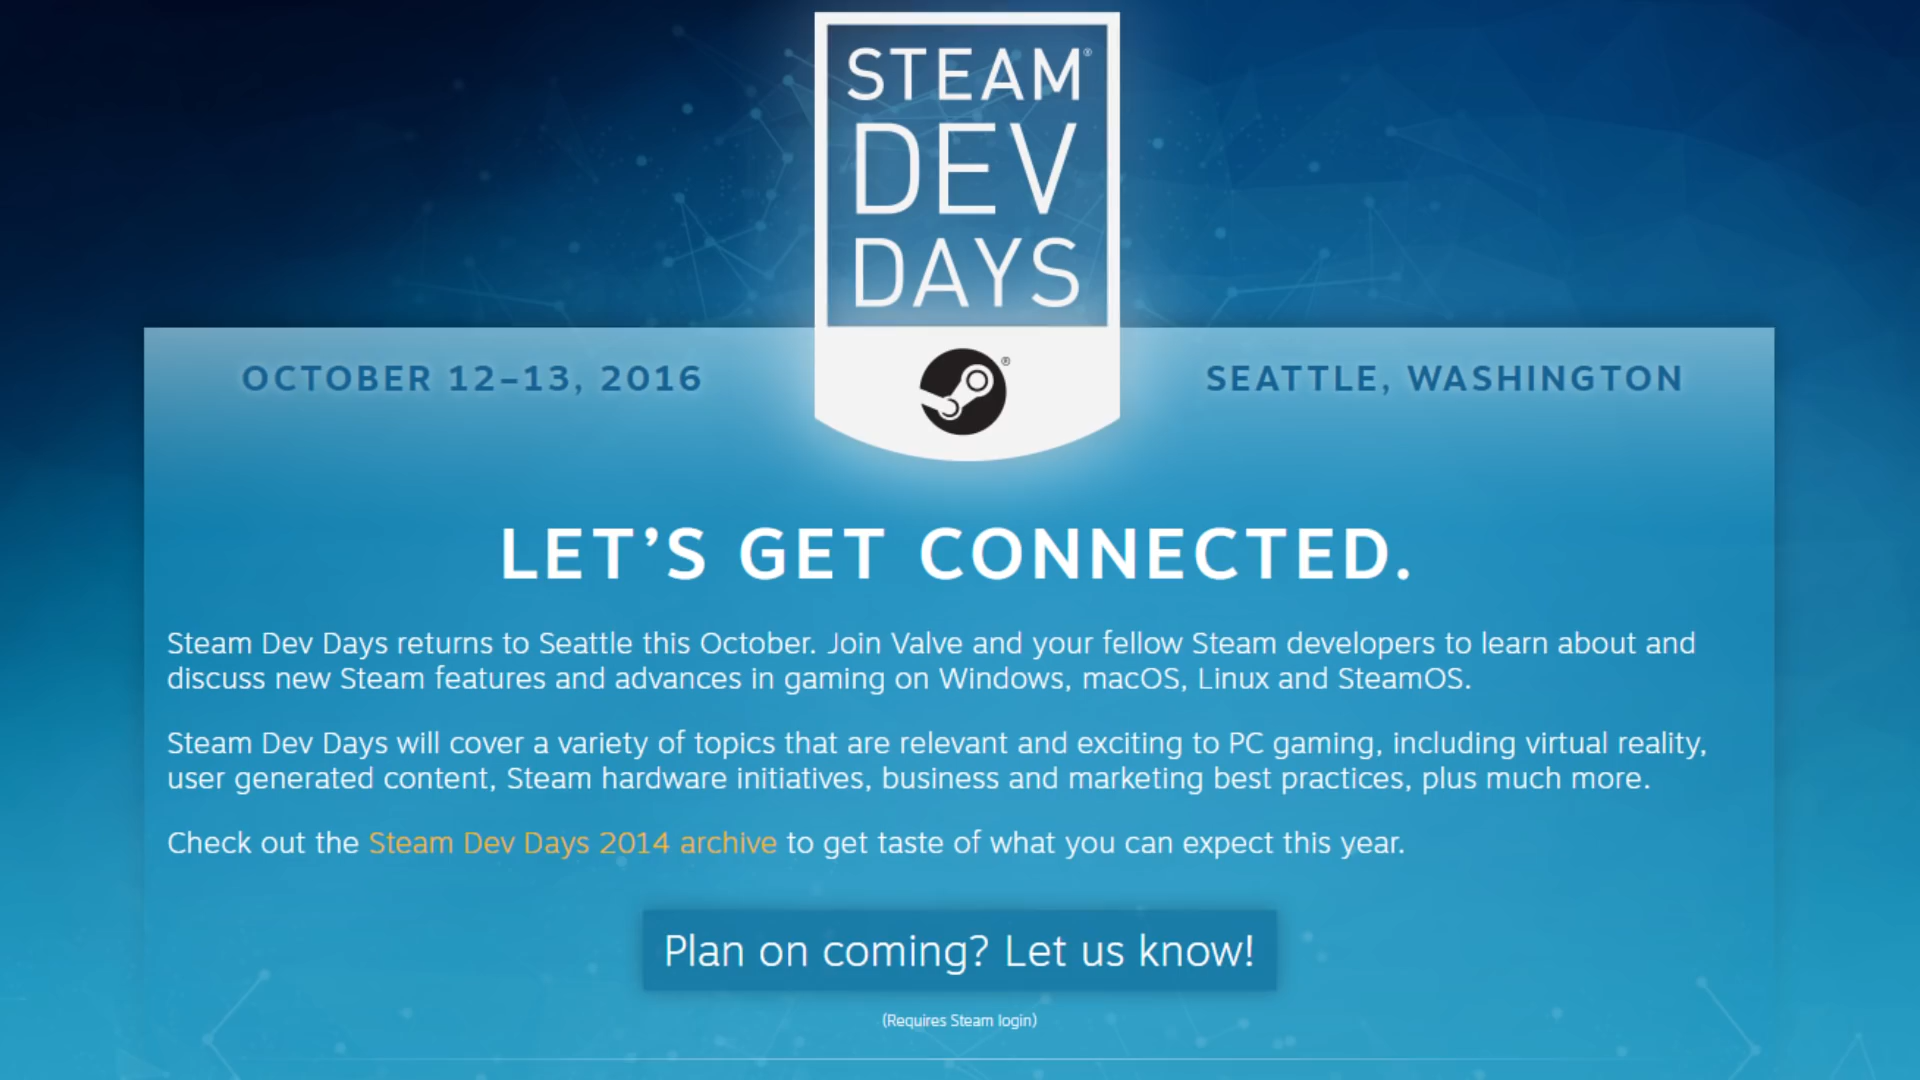 STEAM®
DEV
DAYS
OCTOBER 12–13, 2016
®
SEATTLE, WASHINGTON
LET’S GET CONNECTED.
Steam Dev Days returns to Seattle this October. Join Valve and your fellow Steam developers to learn about and
discuss new Steam features and advances in gaming on Windows, macOS, Linux and SteamOS.
Steam Dev Days will cover a variety of topics that are relevant and exciting to PC gaming, including virtual reality,
user generated content, Steam hardware initiatives, business and marketing best practices, plus much more.
Check out the Steam Dev Days 2014 archive to get taste of what you can expect this year.
Plan on coming? Let us know!
(Requires Steam login)